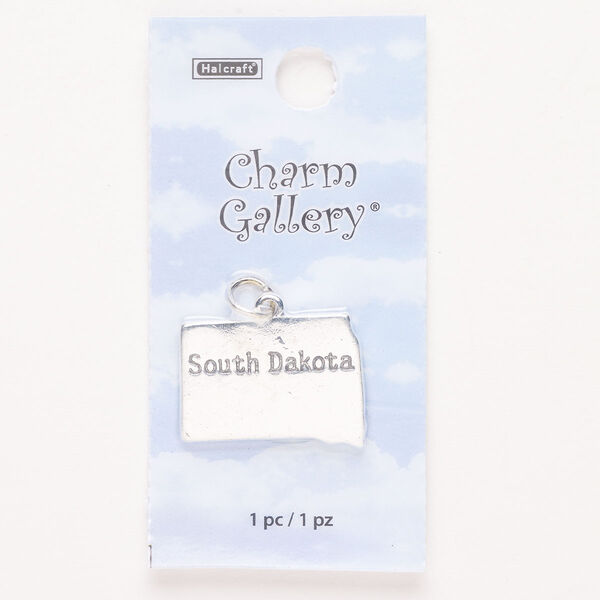 Halcraft®
Charm
Gallery®
South Dakota
1 pc / 1 pz